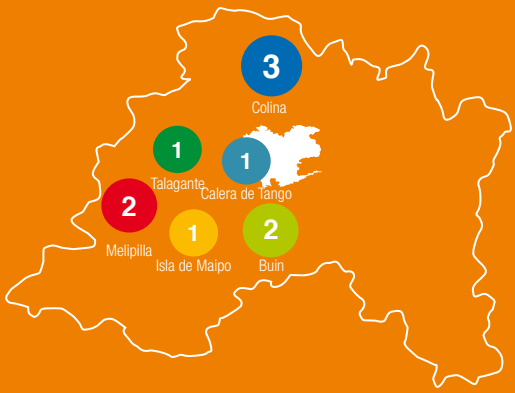 3
Colina
1
Talagante
1
Calera de Tango
2
Melipilla
1
Isla de Maipo
2
Buin